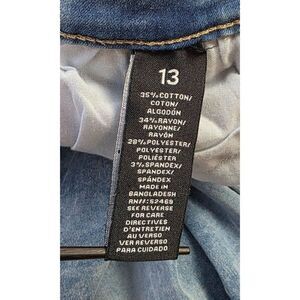 13
35% COTTON/
COTON/
ALGODÓN
34% RAYON/
RAYONNE/
RAYÓN
28% POLYESTER/
POLYESTER/
POLIÉSTER
3% SPANDEX/
SPANDEX/
SPÁNDEX
MADE IN
BANGLADESH
RN#: 52469
SEE REVERSE
FOR CARE
DIRECTIVES
D'ENTRETIEN
AU VERSO
VER REVERSO
PARA CUIDADO